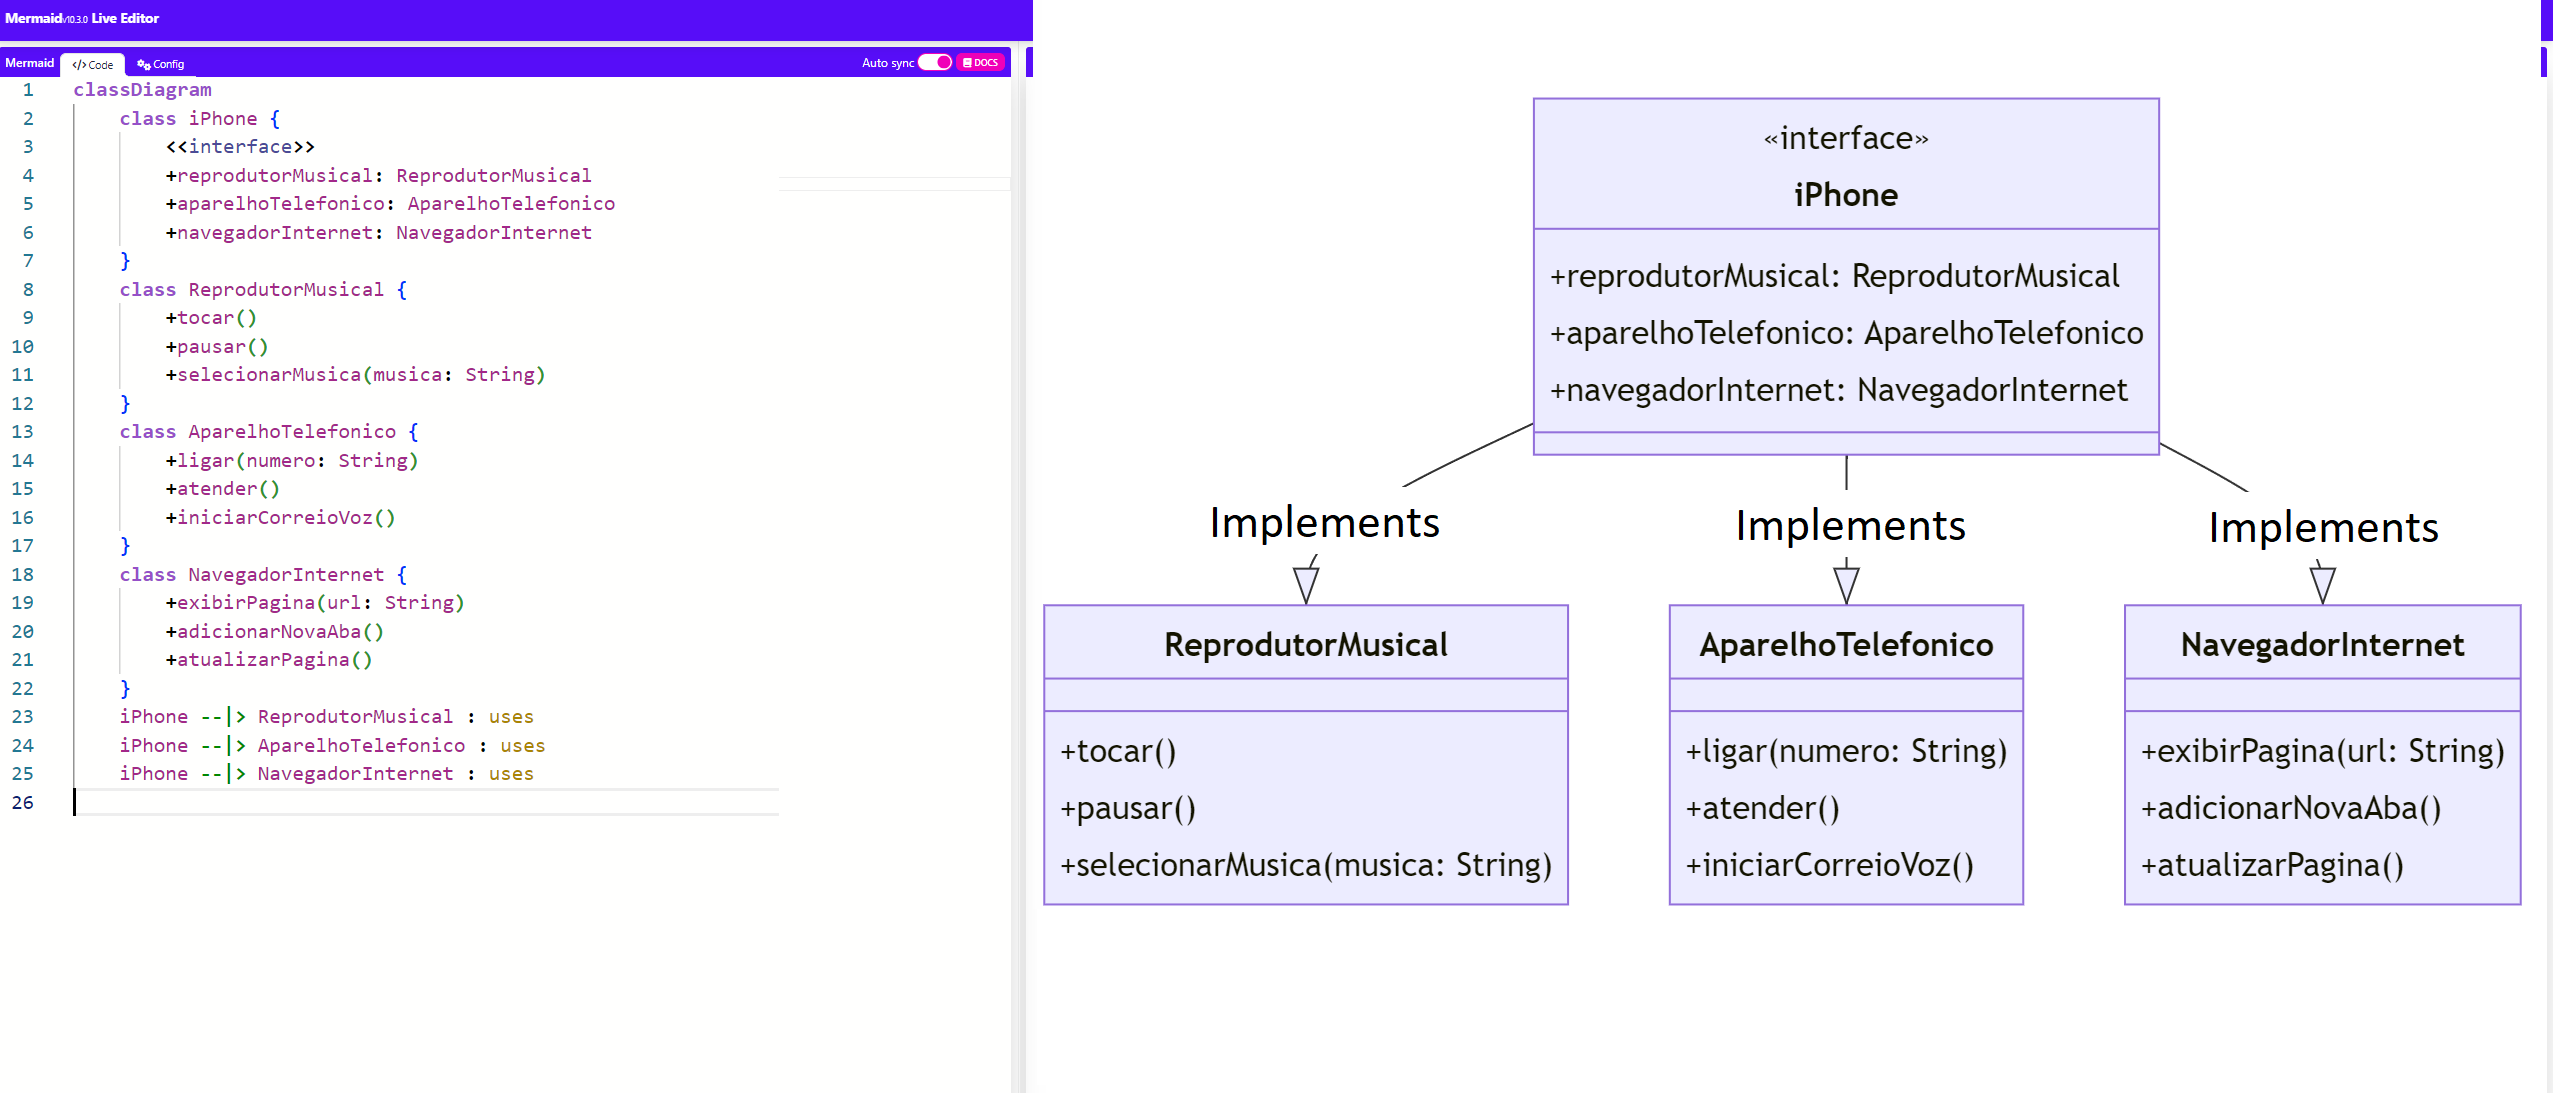 Mermaid v10.3.0 Live Editor
Mermaid </> Code Config Auto sync DOCS
1 classDiagram
2 class iPhone {
3 <<interface>>
4 +reprodutorMusical: ReprodutorMusical
5 +aparelhoTelefonico: AparelhoTelefonico
6 +navegadorInternet: NavegadorInternet
7 }
8 class ReprodutorMusical {
9 +tocar()
10 +pausar()
11 +selecionarMusica(musica: String)
12 }
13 class AparelhoTelefonico {
14 +ligar(numero: String)
15 +atender()
16 +iniciarCorreioVoz()
17 }
18 class NavegadorInternet {
19 +exibirPagina(url: String)
20 +adicionarNovaAba()
21 +atualizarPagina()
22 }
23 iPhone --|> ReprodutorMusical : uses
24 iPhone --|> AparelhoTelefonico : uses
25 iPhone --|> NavegadorInternet : uses
26
«interface»
iPhone
+reprodutorMusical: ReprodutorMusical
+aparelhoTelefonico: AparelhoTelefonico
+navegadorInternet: NavegadorInternet
Implements
Implements
Implements
ReprodutorMusical
+tocar()
+pausar()
+selecionarMusica(musica: String)
AparelhoTelefonico
+ligar(numero: String)
+atender()
+iniciarCorreioVoz()
NavegadorInternet
+exibirPagina(url: String)
+adicionarNovaAba()
+atualizarPagina()